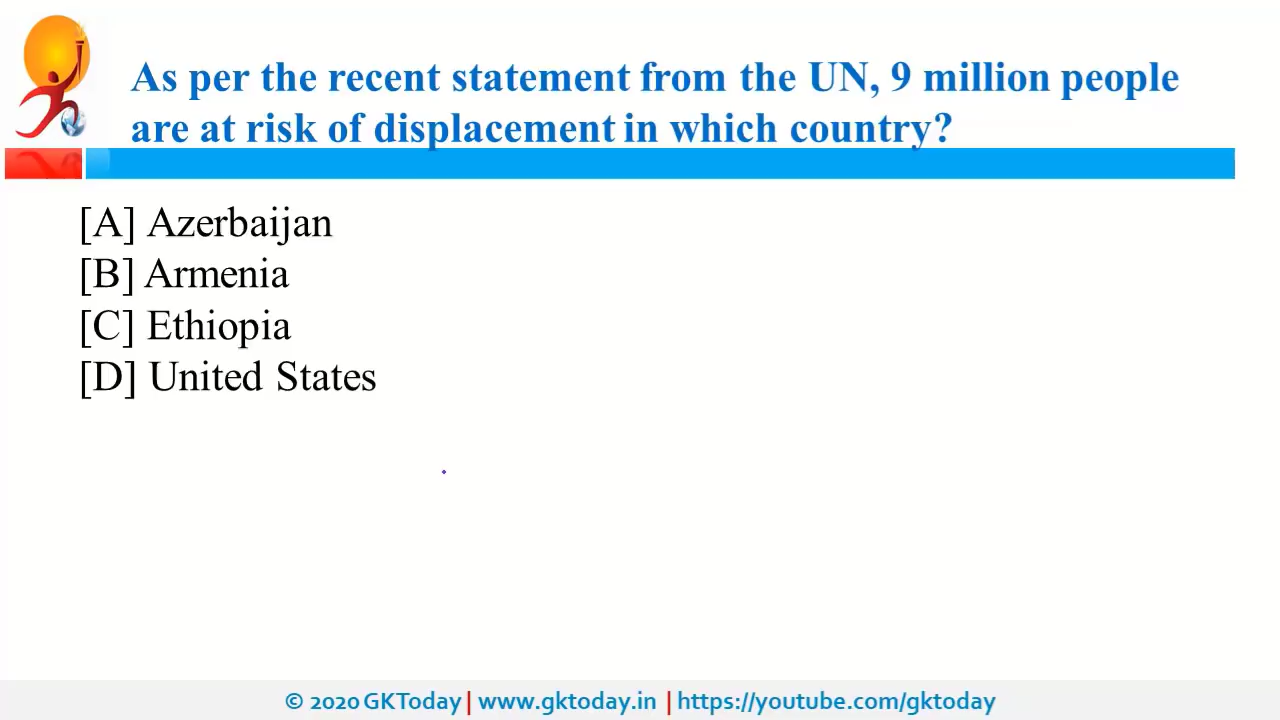 As per the recent statement from the UN, 9 million people
are at risk of displacement in which country?
[A] Azerbaijan
[B] Armenia
[C] Ethiopia
[D] United States
© 2020 GKToday | www.gktoday.in | https://youtube.com/gktoday